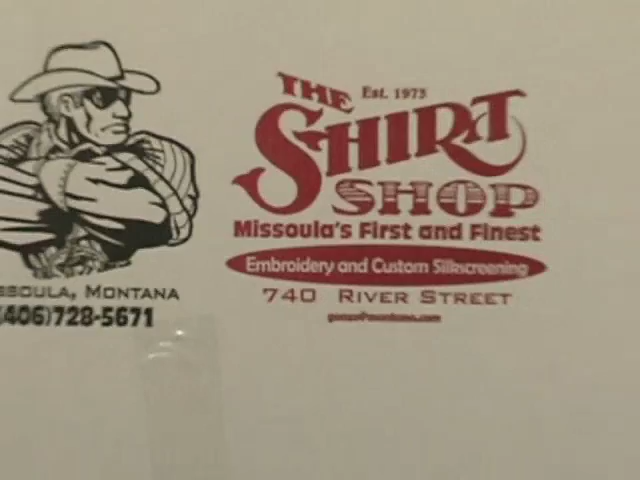 THE
Est. 1973
SHIRT
SHOP
Missoula's First and Finest
Embroidery and Custom Silkscreening
740 RIVER STREET
SSOULA, MONTANA
(406)728-5671